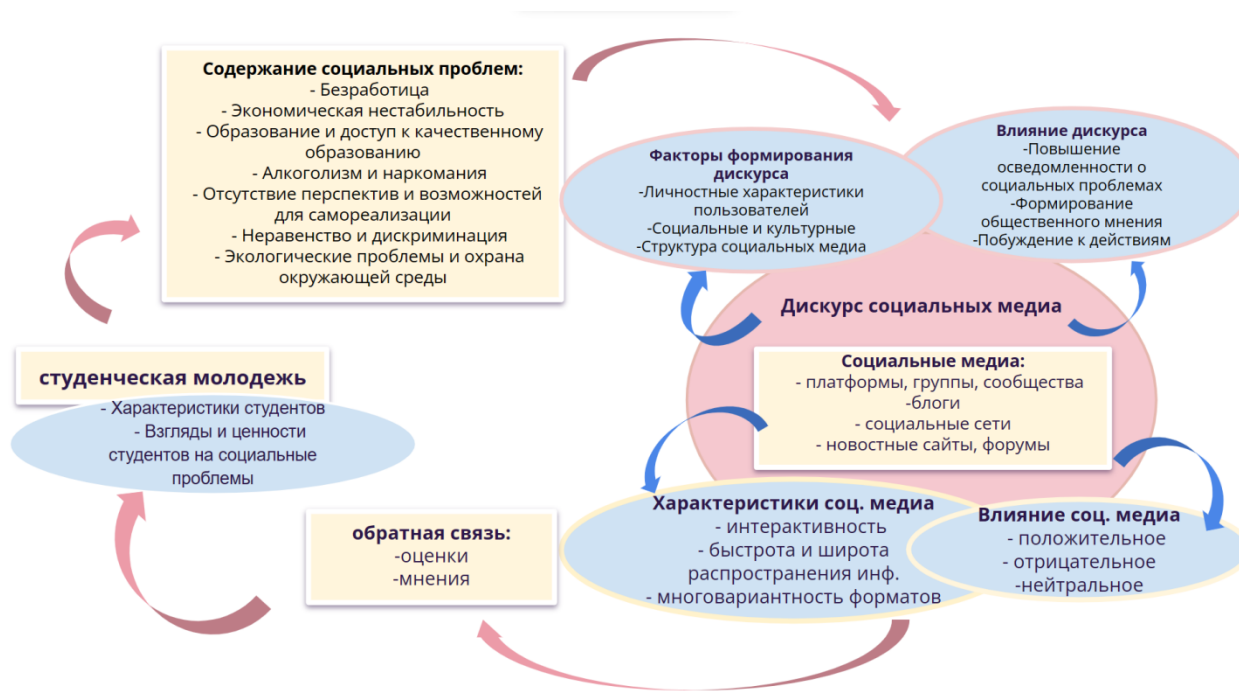 Содержание социальных проблем:
- Безработица
- Экономическая нестабильность
- Образование и доступ к качественному
образованию
- Алкоголизм и наркомания
- Отсутствие перспектив и возможностей
для самореализации
- Неравенство и дискриминация
- Экологические проблемы и охрана
окружающей среды
Факторы формирования
дискурса
-Личностные характеристики
пользователей
-Социальные и культурные
-Структура социальных медиа
Влияние дискурса
-Повышение
осведомленности о
социальных проблемах
-Формирование
общественного мнения
-Побуждение к действиям
Дискурс социальных медиа
Социальные медиа:
- платформы, группы, сообщества
-блоги
- социальные сети
- новостные сайты, форумы
студенческая молодежь
- Характеристики студентов
- Взгляды и ценности
студентов на социальные
проблемы
обратная связь:
-оценки
-мнения
Характеристики соц. медиа
- интерактивность
- быстрота и широта
распространения инф.
- многовариантность форматов
Влияние соц. медиа
- положительное
- отрицательное
-нейтральное